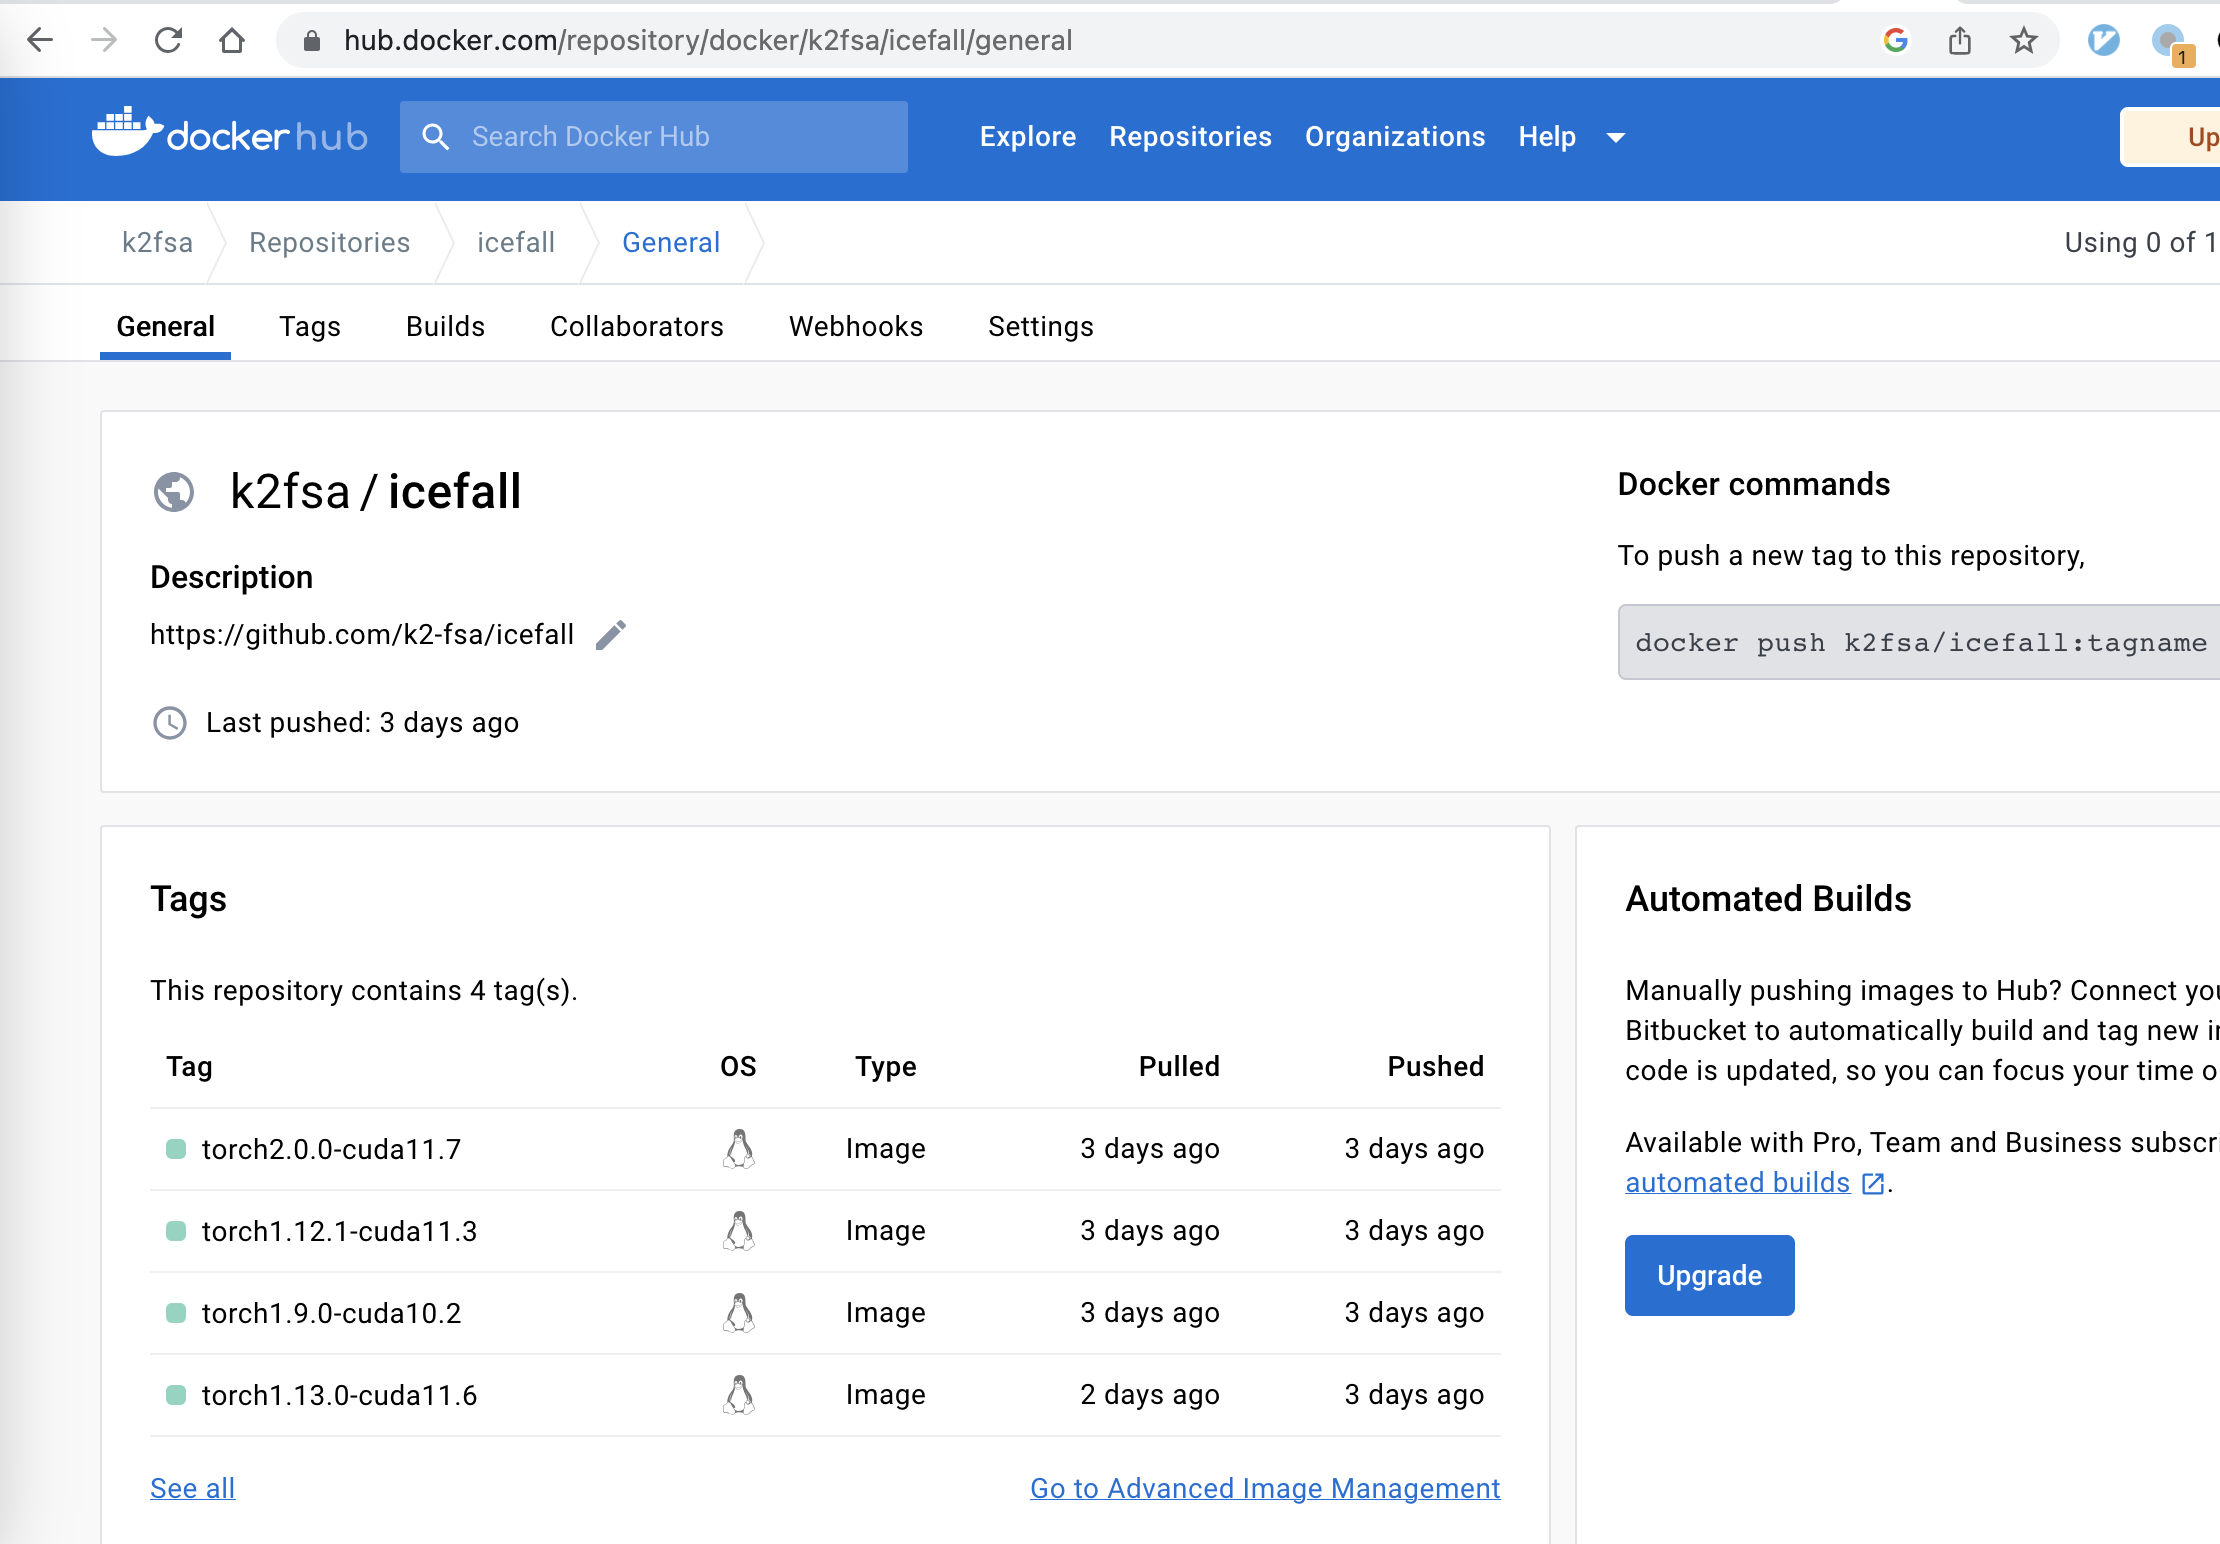 hub.docker.com/repository/docker/k2fsa/icefall/general
1
docker hub
Search Docker Hub
Explore Repositories Organizations Help
Up
k2fsa Repositories icefall General
Using 0 of 1
General Tags Builds Collaborators Webhooks Settings
k2fsa / icefall
Description
https://github.com/k2-fsa/icefall
Last pushed: 3 days ago
Docker commands
To push a new tag to this repository,
docker push k2fsa/icefall:tagname
Tags
This repository contains 4 tag(s).
Tag OS Type Pulled Pushed
torch2.0.0-cuda11.7 Image 3 days ago 3 days ago
torch1.12.1-cuda11.3 Image 3 days ago 3 days ago
torch1.9.0-cuda10.2 Image 3 days ago 3 days ago
torch1.13.0-cuda11.6 Image 2 days ago 3 days ago
See all Go to Advanced Image Management
Automated Builds
Manually pushing images to Hub? Connect you
Bitbucket to automatically build and tag new
code is updated, so you can focus your time o
Available with Pro, Team and Business subscri
automated builds .
Upgrade